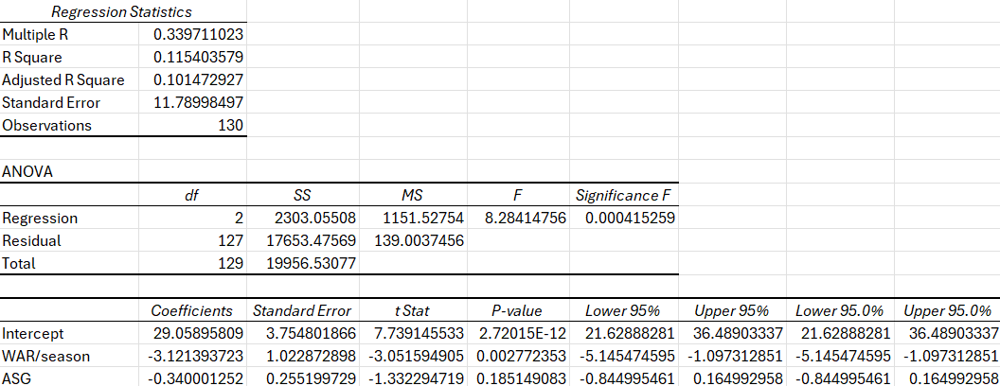 Regression Statistics
Multiple R 0.339711023
R Square 0.115403579
Adjusted R Square 0.101472927
Standard Error 11.78998497
Observations 130
ANOVA
df SS MS F Significance F
Regression 2 2303.05508 1151.52754 8.28414756 0.000415259
Residual 127 17653.47569 139.0037456
Total 129 19956.53077
Coefficients Standard Error t Stat P-value Lower 95% Upper 95% Lower 95.0% Upper 95.0%
Intercept 29.05895809 3.754801866 7.739145533 2.72015E-12 21.62888281 36.48903337 21.62888281 36.48903337
WAR/season -3.121393723 1.022872898 -3.051594905 0.002772353 -5.145474595 -1.097312851 -5.145474595 -1.097312851
ASG -0.340001252 0.255199729 -1.332294719 0.185149083 -0.844995461 0.164992958 -0.844995461 0.164992958